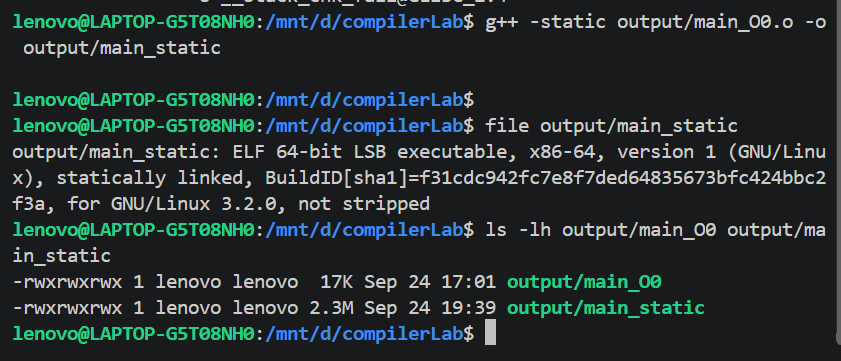 lenovo@LAPTOP-G5T08NH0:/mnt/d/compilerLab$ g++ -static output/main_O0.o -o
 output/main_static
lenovo@LAPTOP-G5T08NH0:/mnt/d/compilerLab$
lenovo@LAPTOP-G5T08NH0:/mnt/d/compilerLab$ file output/main_static
output/main_static: ELF 64-bit LSB executable, x86-64, version 1 (GNU/Linu
x), statically linked, BuildID[sha1]=f31cdc942fc7e8f7ded64835673bfc424bbc2
f3a, for GNU/Linux 3.2.0, not stripped
lenovo@LAPTOP-G5T08NH0:/mnt/d/compilerLab$ ls -lh output/main_O0 output/ma
in_static
-rwxrwxrwx 1 lenovo lenovo  17K Sep 24 17:01 output/main_O0
-rwxrwxrwx 1 lenovo lenovo 2.3M Sep 24 19:39 output/main_static
lenovo@LAPTOP-G5T08NH0:/mnt/d/compilerLab$